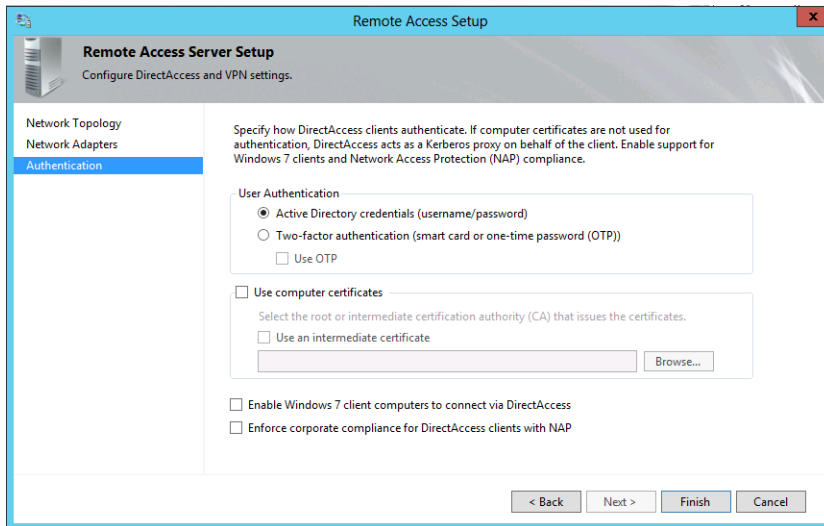 Remote Access Setup
x
Remote Access Server Setup
Configure DirectAccess and VPN settings.
Network Topology
Network Adapters
Authentication
Specify how DirectAccess clients authenticate. If computer certificates are not used for
authentication, DirectAccess acts as a Kerberos proxy on behalf of the client. Enable support for
Windows 7 clients and Network Access Protection (NAP) compliance.
User Authentication
Active Directory credentials (username/password)
Two-factor authentication (smart card or one-time password (OTP))
Use OTP
Use computer certificates
Select the root or intermediate certification authority (CA) that issues the certificates.
Use an intermediate certificate
Browse...
Enable Windows 7 client computers to connect via DirectAccess
Enforce corporate compliance for DirectAccess clients with NAP
< Back Next > Finish Cancel